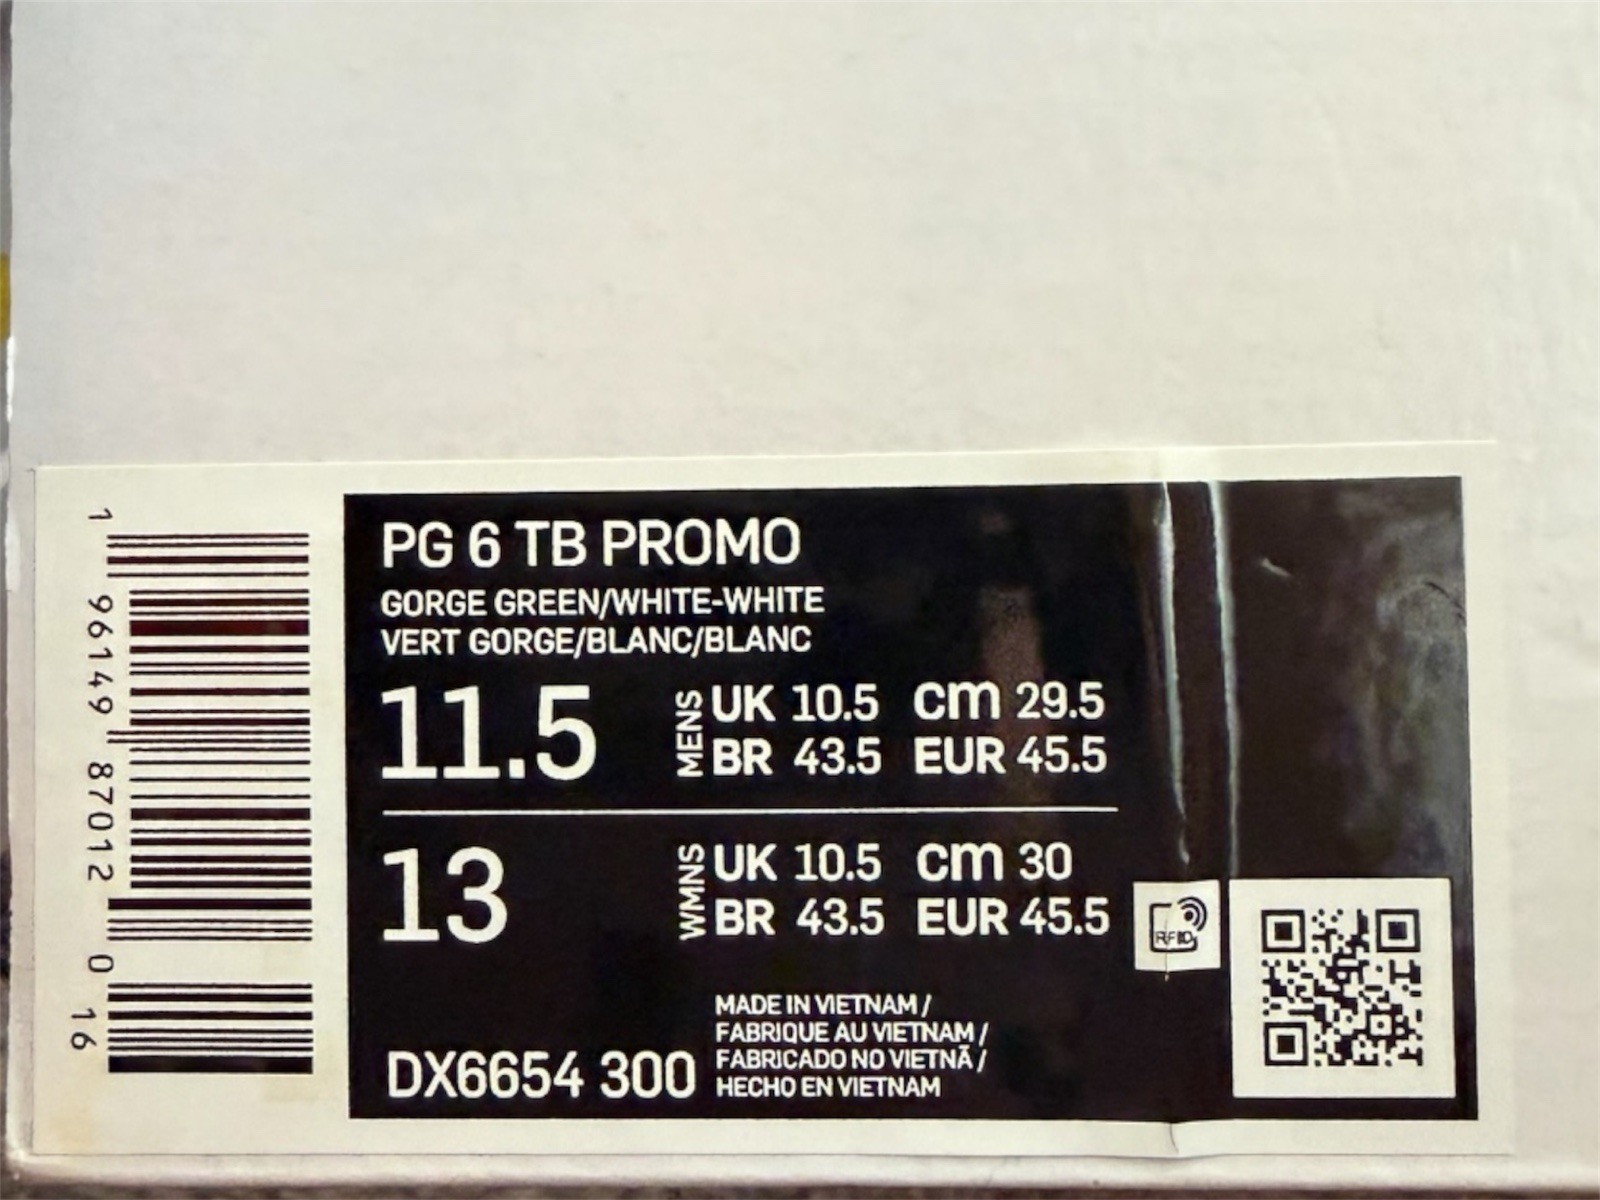 1 96149 87012 0 16
PG 6 TB PROMO
GORGE GREEN/WHITE-WHITE
VERT GORGE/BLANC/BLANC
11.5 MENS UK 10.5 cm 29.5
BR 43.5 EUR 45.5
13 WMNS UK 10.5 cm 30
BR 43.5 EUR 45.5
RFID
MADE IN VIETNAM /
FABRIQUE AU VIETNAM /
FABRICADO NO VIETNÃ /
HECHO EN VIETNAM
DX6654 300